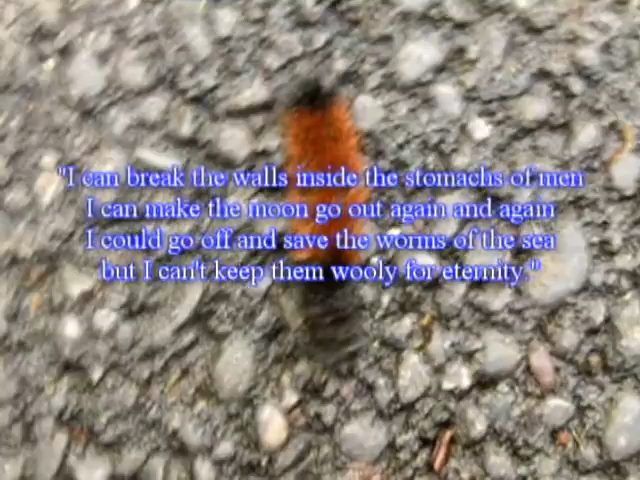 "I can break the walls inside the stomachs of men
I can make the moon go out again and again
I could go off and save the worms of the sea
but I can't keep them wooly for eternity."